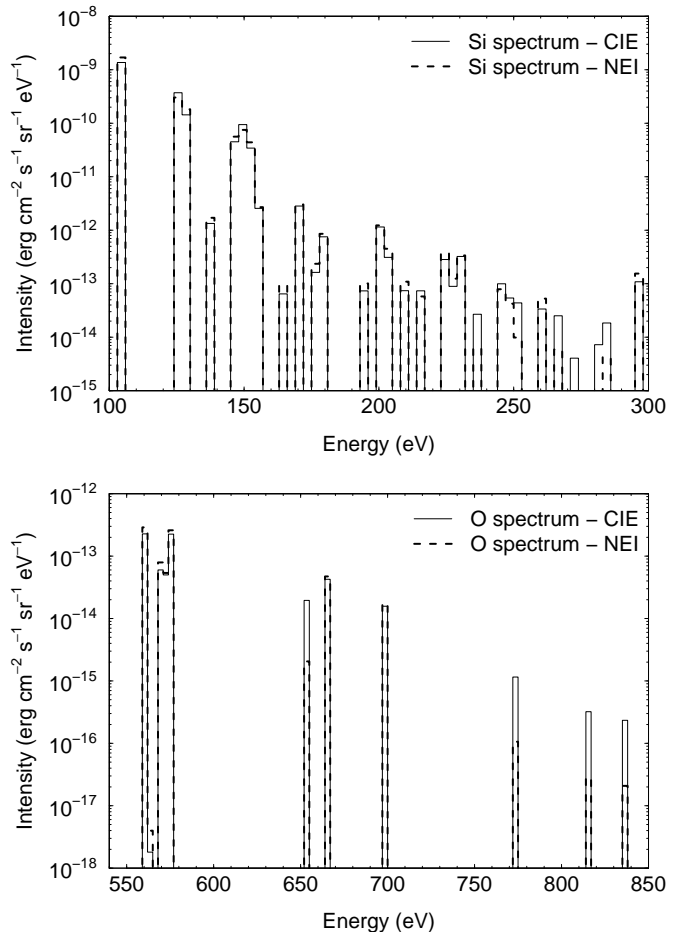 Si spectrum – CIE
Si spectrum – NEI
Intensity (erg cm⁻² s⁻¹ sr⁻¹ eV⁻¹)
10⁻⁸
10⁻⁹
10⁻¹⁰
10⁻¹¹
10⁻¹²
10⁻¹³
10⁻¹⁴
10⁻¹⁵
100 150 200 250 300
Energy (eV)
O spectrum – CIE
O spectrum – NEI
Intensity (erg cm⁻² s⁻¹ sr⁻¹ eV⁻¹)
10⁻¹²
10⁻¹³
10⁻¹⁴
10⁻¹⁵
10⁻¹⁶
10⁻¹⁷
10⁻¹⁸
550 600 650 700 750 800 850
Energy (eV)